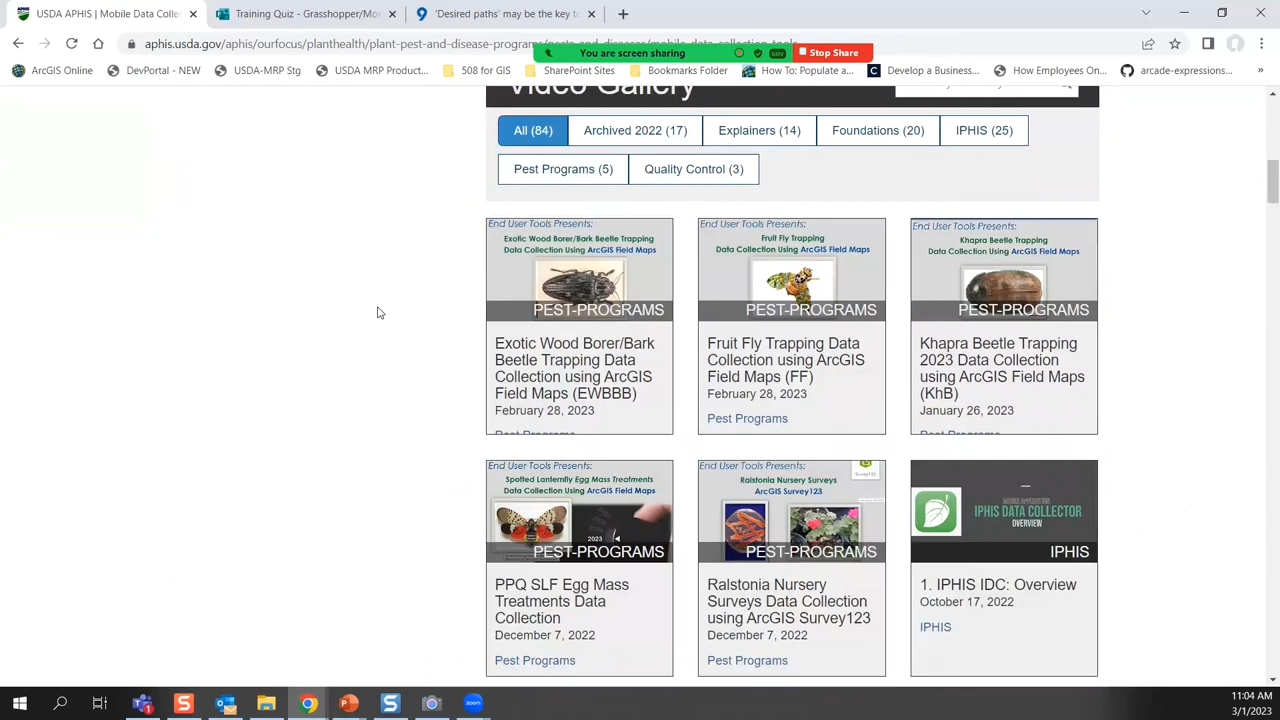 USDA APHIS | Mobile Data Colle
Training Quiz - Grasshopper/Mo
'Desired paths' may be the key to
aphis.usda.gov/aphis/ourfocus/planthealth/plant-pest-and-disease-programs/pests-and-diseases/mobile-data-collection-tools
You are screen sharing
GOV
Stop Share
ArcGIS Online
DevPortal - NEW
USDA-MRP Stg
USDA MRP Product...
508 for GIS
SharePoint Sites
Bookmarks Folder
How To: Populate a...
Develop a Business...
How Employees On...
arcade-expressions...
»
Video Gallery
All (84)
Archived 2022 (17)
Explainers (14)
Foundations (20)
IPHIS (25)
Pest Programs (5)
Quality Control (3)
End User Tools Presents:
Exotic Wood Borer/Bark Beetle Trapping
Data Collection Using ArcGIS Field Maps
PEST-PROGRAMS
Exotic Wood Borer/Bark
Beetle Trapping Data
Collection using ArcGIS
Field Maps (EWBBB)
February 28, 2023
Pest Programs
End User Tools Presents:
Fruit Fly Trapping
Data Collection Using ArcGIS Field Maps
PEST-PROGRAMS
Fruit Fly Trapping Data
Collection using ArcGIS
Field Maps (FF)
February 28, 2023
Pest Programs
End User Tools Presents:
Khapra Beetle Trapping
Data Collection Using ArcGIS Field Maps
PEST-PROGRAMS
Khapra Beetle Trapping
2023 Data Collection
using ArcGIS Field Maps
(KhB)
January 26, 2023
Pest Programs
End User Tools Presents:
Spotted Lanternfly Egg Mass Treatments
Data Collection Using ArcGIS Field Maps
2023
PEST-PROGRAMS
PPQ SLF Egg Mass
Treatments Data
Collection
December 7, 2022
Pest Programs
End User Tools Presents:
Survey123
Ralstonia Nursery Surveys
ArcGIS Survey123
PEST-PROGRAMS
Ralstonia Nursery
Surveys Data Collection
using ArcGIS Survey123
December 7, 2022
Pest Programs
MOBILE APPLICATION
IPHIS DATA COLLECTOR
OVERVIEW
IPHIS
1. IPHIS IDC: Overview
October 17, 2022
IPHIS
zoom
11:04 AM
3/1/2023